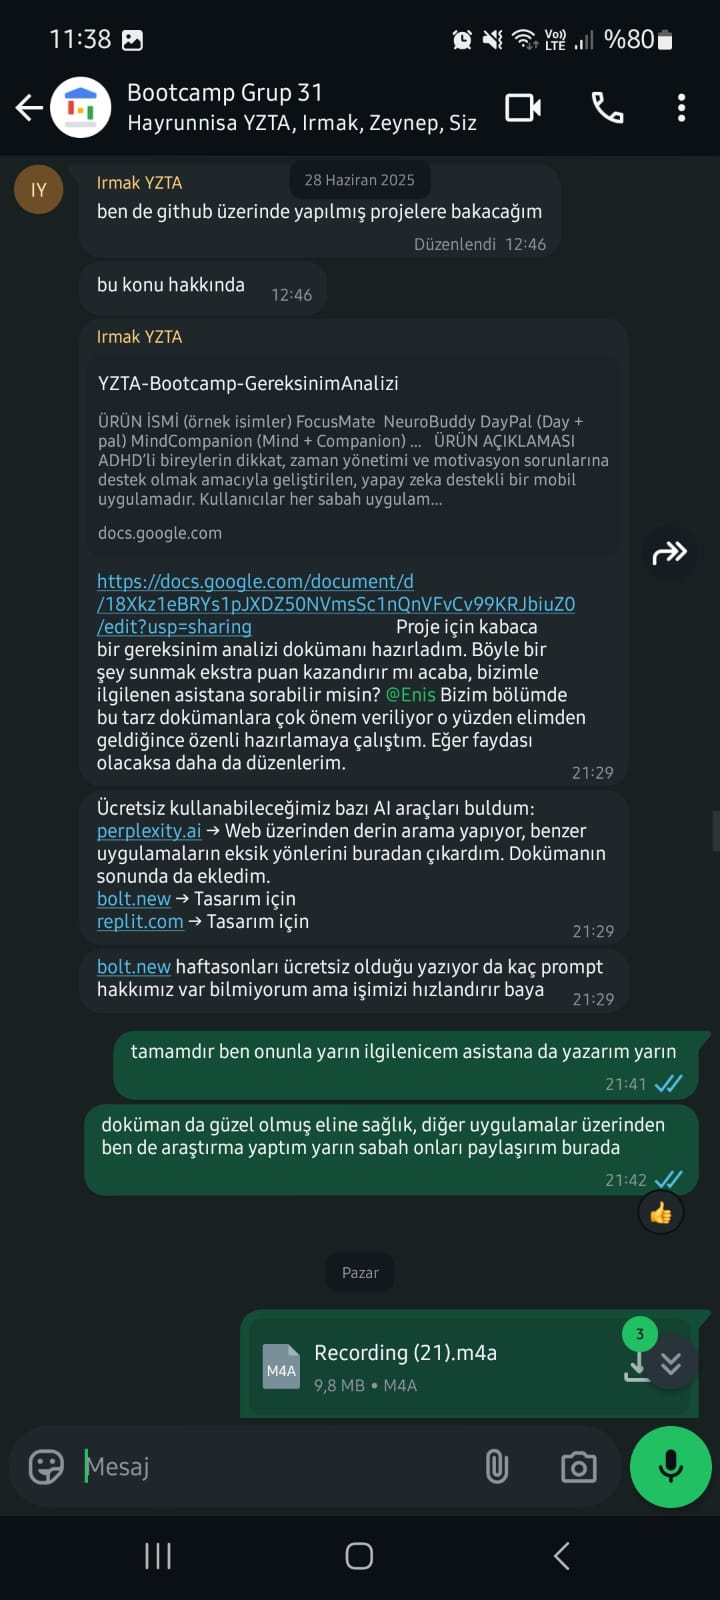 11:38
Vo)) LTE %80
Bootcamp Grup 31
Hayrunnisa YZTA, Irmak, Zeynep, Siz
28 Haziran 2025
IY
Irmak YZTA
ben de github üzerinde yapılmış projelere bakacağım
Düzenlendi 12:46
bu konu hakkında
12:46
Irmak YZTA
YZTA-Bootcamp-GereksinimAnalizi
ÜRÜN İSMİ (örnek isimler) FocusMate NeuroBuddy DayPal (Day +
pal) MindCompanion (Mind + Companion) ... ÜRÜN AÇIKLAMASI
ADHD'li bireylerin dikkat, zaman yönetimi ve motivasyon sorunlarına
destek olmak amacıyla geliştirilen, yapay zeka destekli bir mobil
uygulamadır. Kullanıcılar her sabah uygulam...
docs.google.com
https://docs.google.com/document/d
/18Xkz1eBRYs1pJXDZ50NVmsSc1nQnVFvCv99KRJbiuZ0
/edit?usp=sharing Proje için kabaca
bir gereksinim analizi dokümanı hazırladım. Böyle bir
şey sunmak ekstra puan kazandırır mı acaba, bizimle
ilgilenen asistana sorabilir misin? @Enis Bizim bölümde
bu tarz dokümanlara çok önem veriliyor o yüzden elimden
geldiğince özenli hazırlamaya çalıştım. Eğer faydası
olacaksa daha da düzenlerim.
21:29
Ücretsiz kullanabileceğimiz bazı AI araçları buldum:
perplexity.ai → Web üzerinden derin arama yapıyor, benzer
uygulamaların eksik yönlerini buradan çıkardım. Dokümanın
sonunda da ekledim.
bolt.new → Tasarım için
replit.com → Tasarım için
21:29
bolt.new haftasonları ücretsiz olduğu yazıyor da kaç prompt
hakkımız var bilmiyorum ama işimizi hızlandırır baya
21:29
tamamdır ben onunla yarın ilgilenicem asistana da yazarım yarın
21:41
doküman da güzel olmuş eline sağlık, diğer uygulamalar üzerinden
ben de araştırma yaptım yarın sabah onları paylaşırım burada
21:42
Pazar
3
M4A
Recording (21).m4a
9,8 MB • M4A
Mesaj